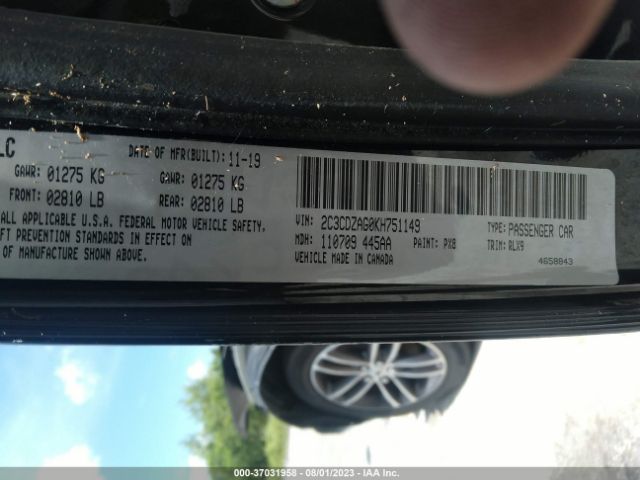 LC
DATE OF MFR(BUILT): 11-19
GAWR: 01275 KG
GAWR: 01275 KG
FRONT: 02810 LB
REAR: 02810 LB
ALL APPLICABLE U.S.A. FEDERAL MOTOR VEHICLE SAFETY,
FT PREVENTION STANDARDS IN EFFECT ON
OF MANUFACTURE SHOWN ABOVE.
VIN: 2C3CDZAG0KH751149
TYPE: PASSENGER CAR
MDH: 110709 445AA
PAINT: PX8
TRIM: RLX9
VEHICLE MADE IN CANADA
4658843
000-37031958 - 08/01/2023 - IAA Inc.